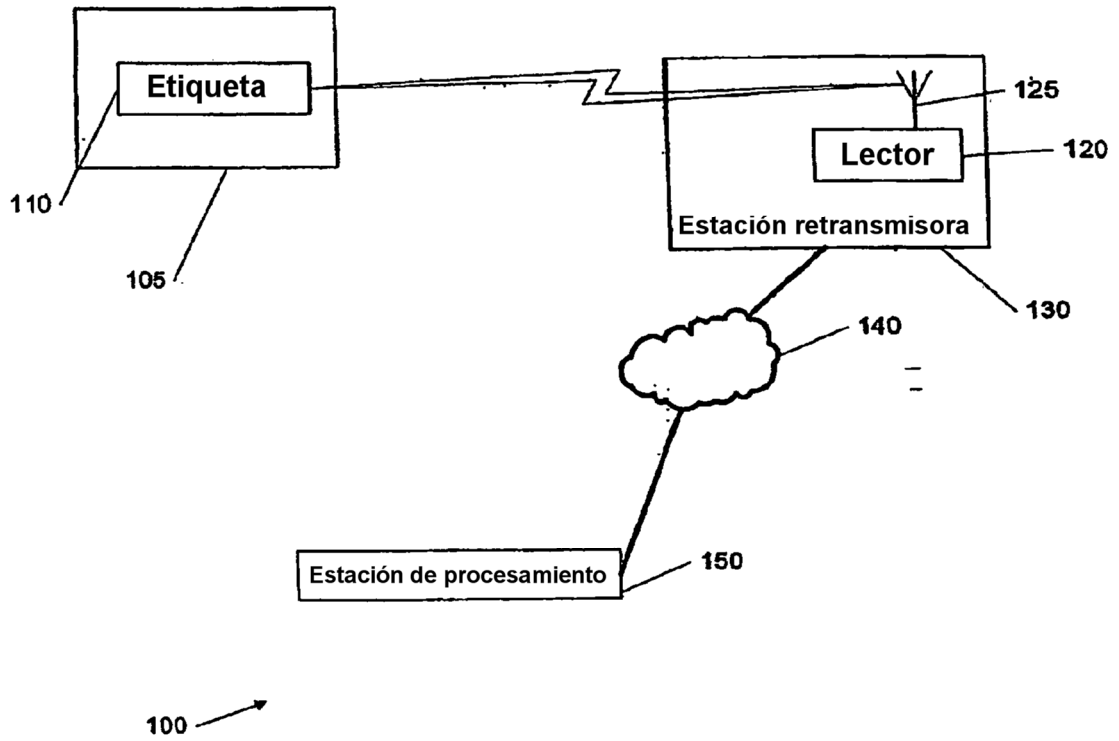 Etiqueta
125
Lector
120
110
Estación retransmisora
105
130
140
Estación de procesamiento
150
100